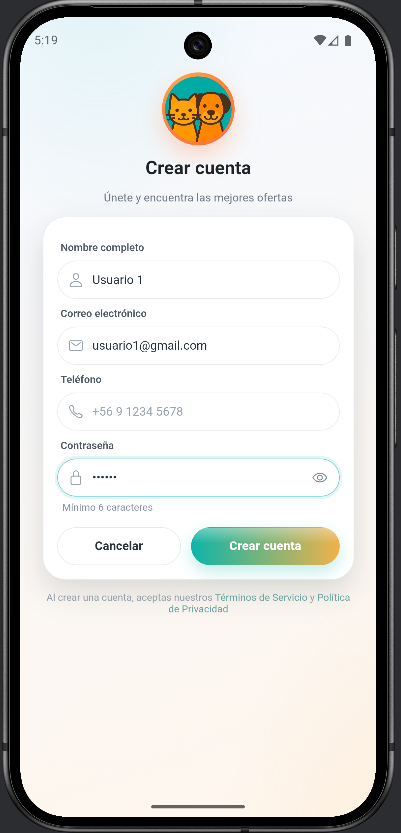 5:19
Crear cuenta
Únete y encuentra las mejores ofertas
Nombre completo
Usuario 1
Correo electrónico
usuario1@gmail.com
Teléfono
+56 9 1234 5678
Contraseña
••••••
Mínimo 6 caracteres
Cancelar
Crear cuenta
Al crear una cuenta, aceptas nuestros Términos de Servicio y Política
de Privacidad